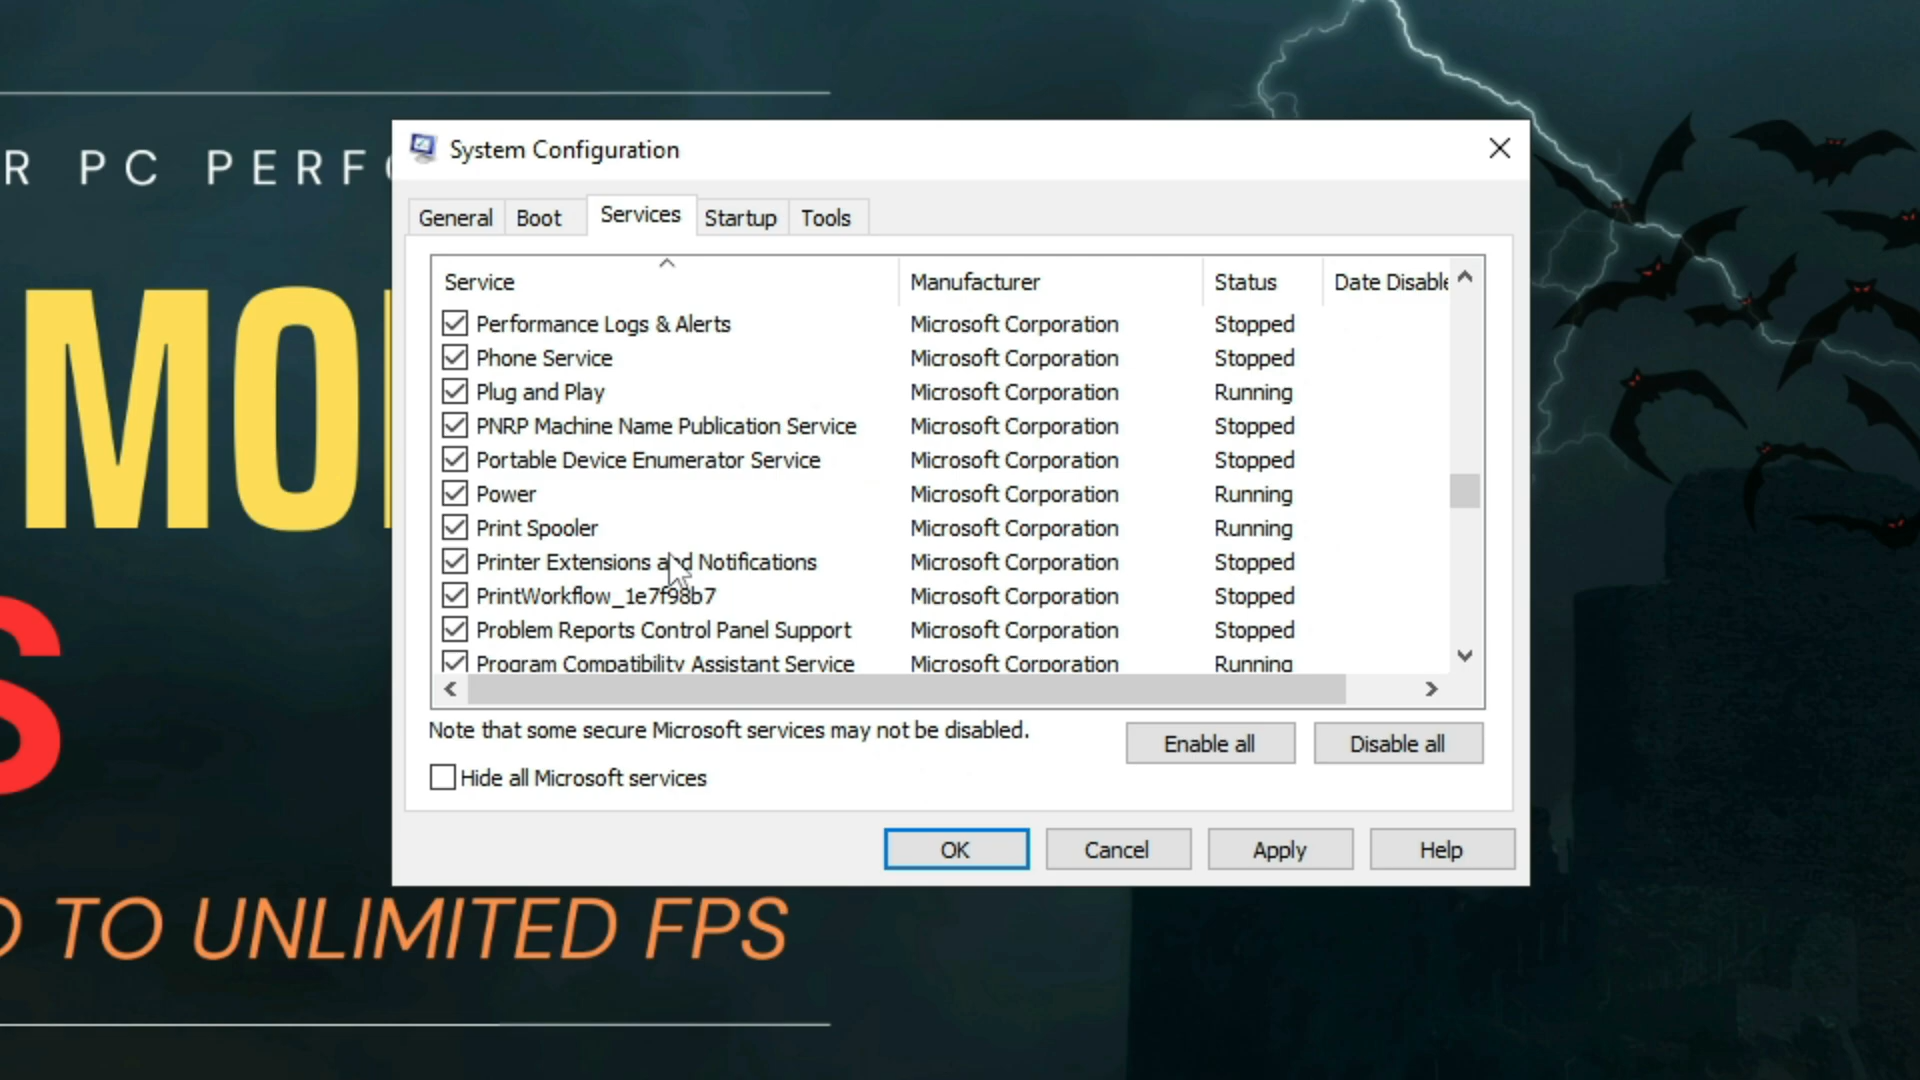 R PC PERF
MO
S
TO UNLIMITED FPS
System Configuration
General Boot Services Startup Tools
Service Manufacturer Status Date Disable
Performance Logs & Alerts Microsoft Corporation Stopped
Phone Service Microsoft Corporation Stopped
Plug and Play Microsoft Corporation Running
PNRP Machine Name Publication Service Microsoft Corporation Stopped
Portable Device Enumerator Service Microsoft Corporation Stopped
Power Microsoft Corporation Running
Print Spooler Microsoft Corporation Running
Printer Extensions and Notifications Microsoft Corporation Stopped
PrintWorkflow_1e7f98b7 Microsoft Corporation Stopped
Problem Reports Control Panel Support Microsoft Corporation Stopped
Program Compatibility Assistant Service Microsoft Corporation Running
Note that some secure Microsoft services may not be disabled.
Enable all Disable all
Hide all Microsoft services
OK Cancel Apply Help